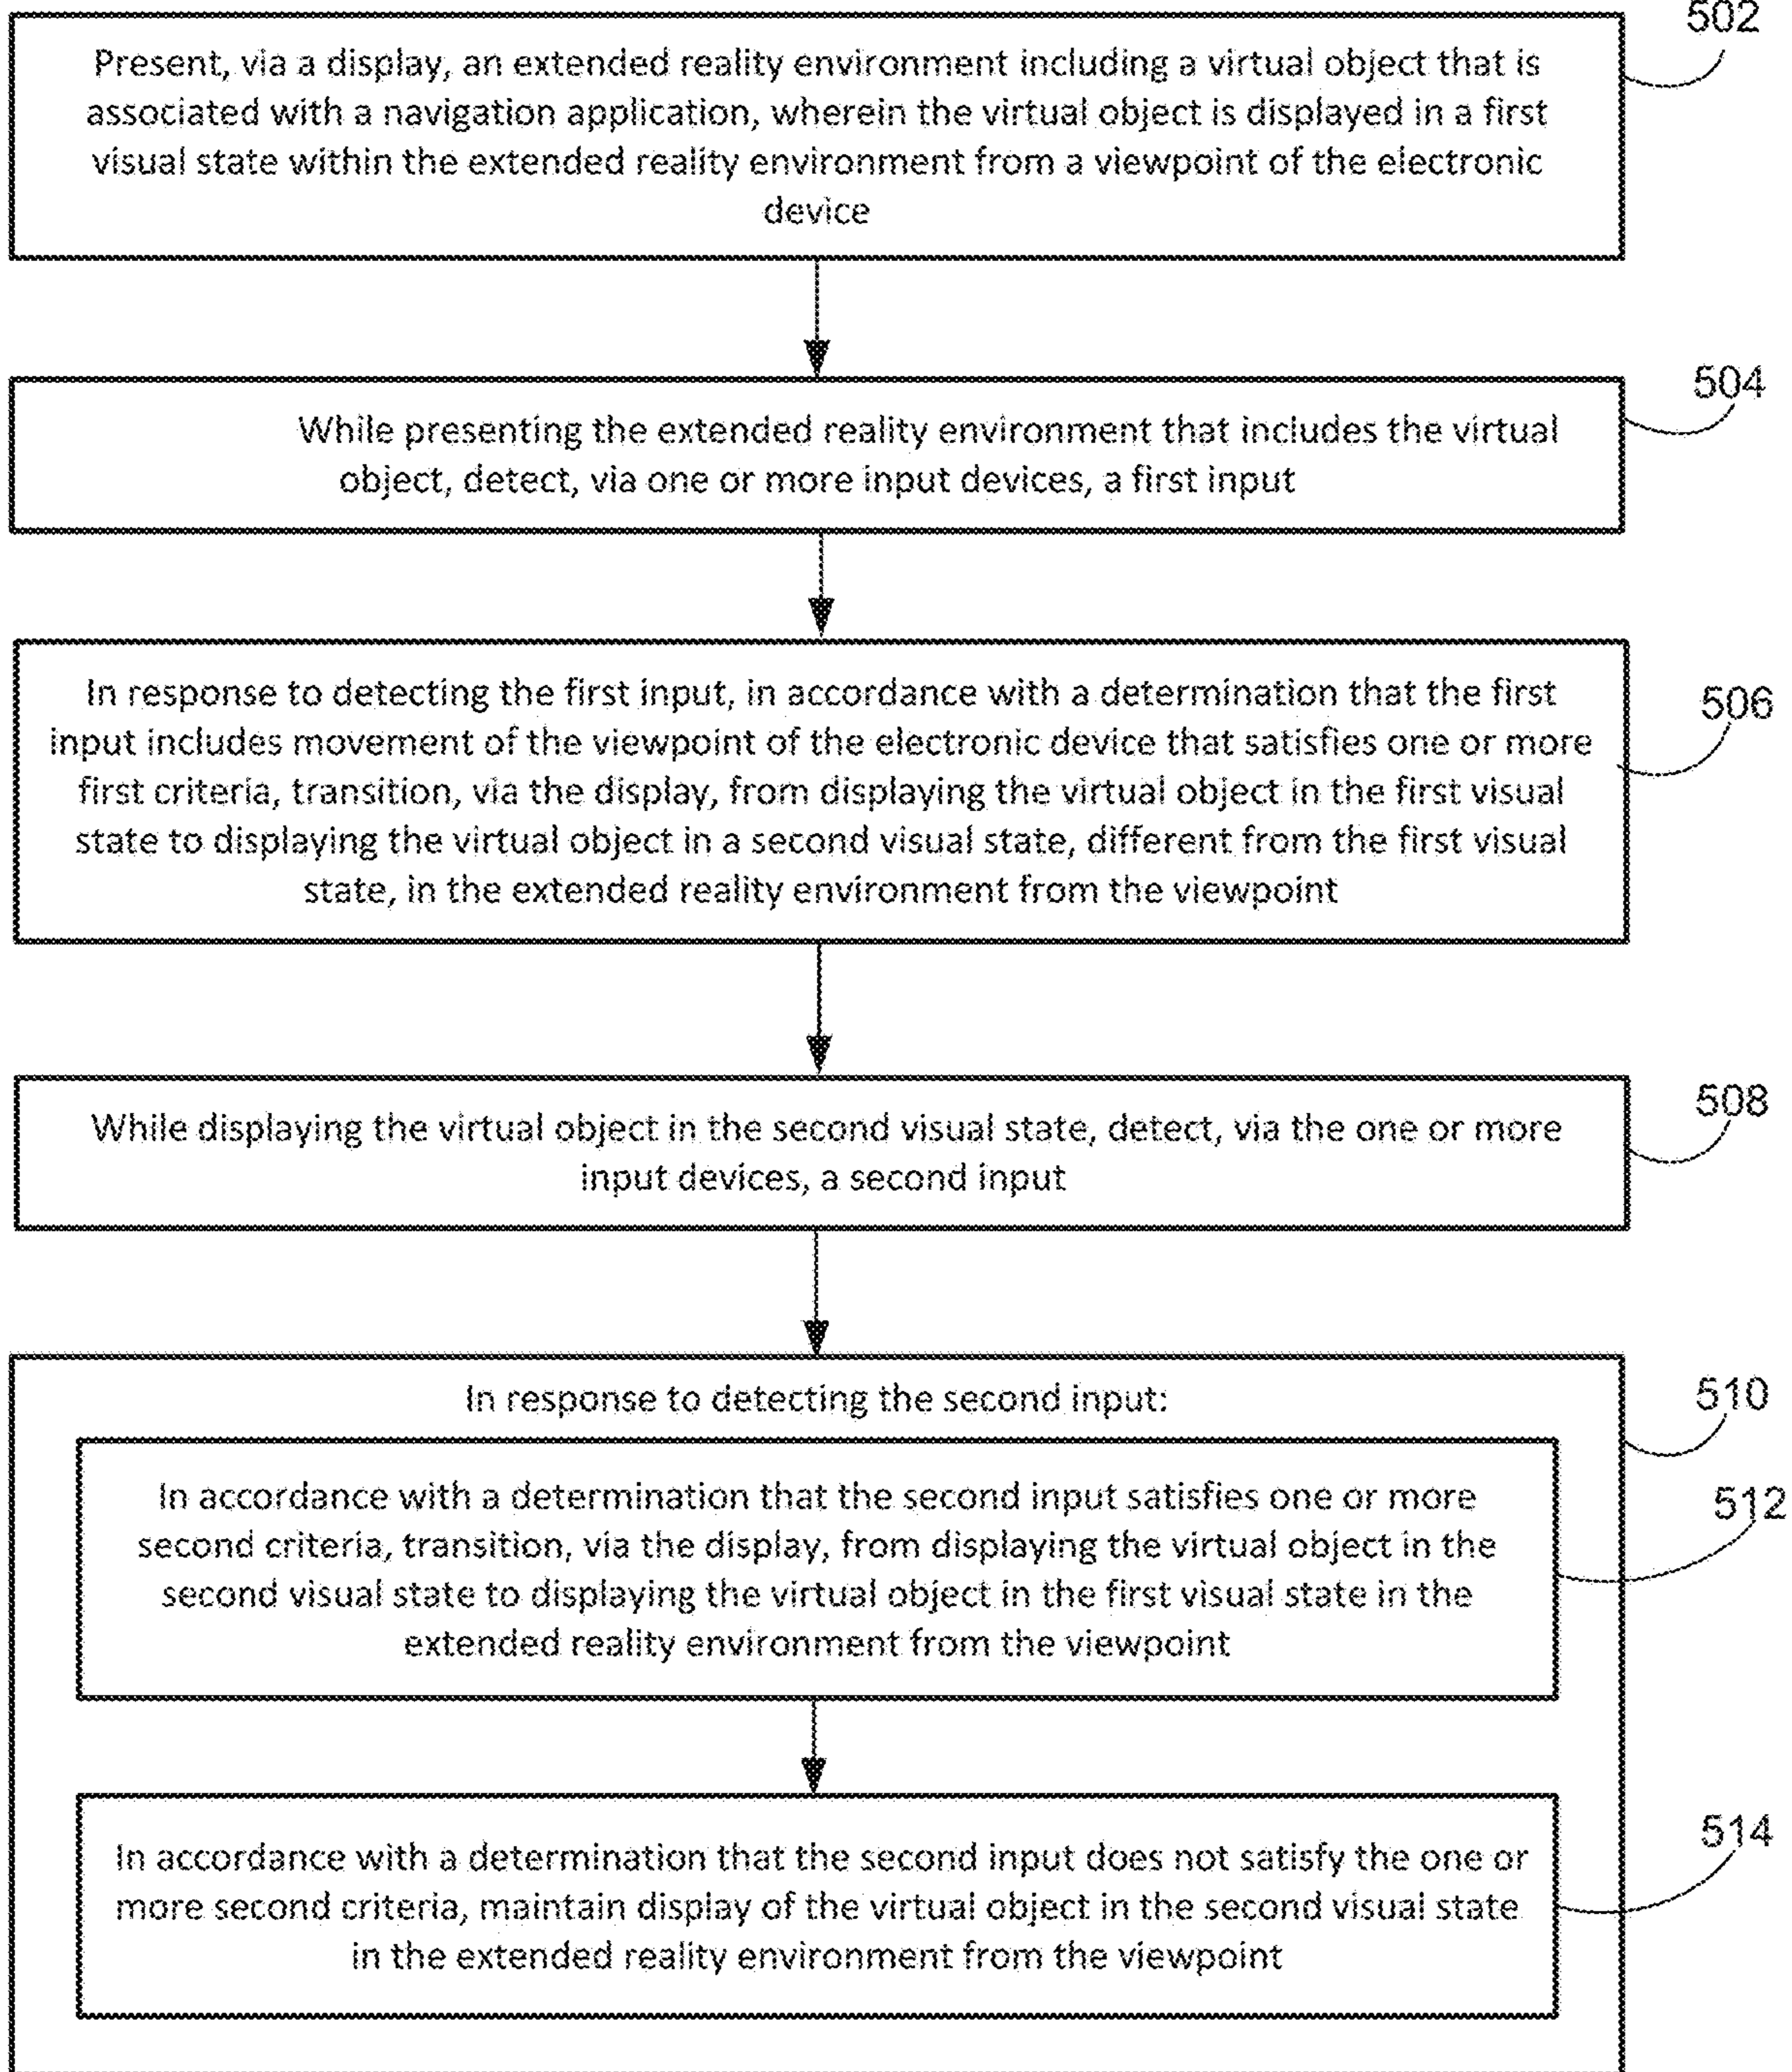 502
Present, via a display, an extended reality environment including a virtual object that is
associated with a navigation application, wherein the virtual object is displayed in a first
visual state within the extended reality environment from a viewpoint of the electronic
device
504
While presenting the extended reality environment that includes the virtual
object, detect, via one or more input devices, a first input
506
In response to detecting the first input, in accordance with a determination that the first
input includes movement of the viewpoint of the electronic device that satisfies one or more
first criteria, transition, via the display, from displaying the virtual object in the first visual
state to displaying the virtual object in a second visual state, different from the first visual
state, in the extended reality environment from the viewpoint
508
While displaying the virtual object in the second visual state, detect, via the one or more
input devices, a second input
510
In response to detecting the second input:
512
In accordance with a determination that the second input satisfies one or more
second criteria, transition, via the display, from displaying the virtual object in the
second visual state to displaying the virtual object in the first visual state in the
extended reality environment from the viewpoint
514
In accordance with a determination that the second input does not satisfy the one or
more second criteria, maintain display of the virtual object in the second visual state
in the extended reality environment from the viewpoint